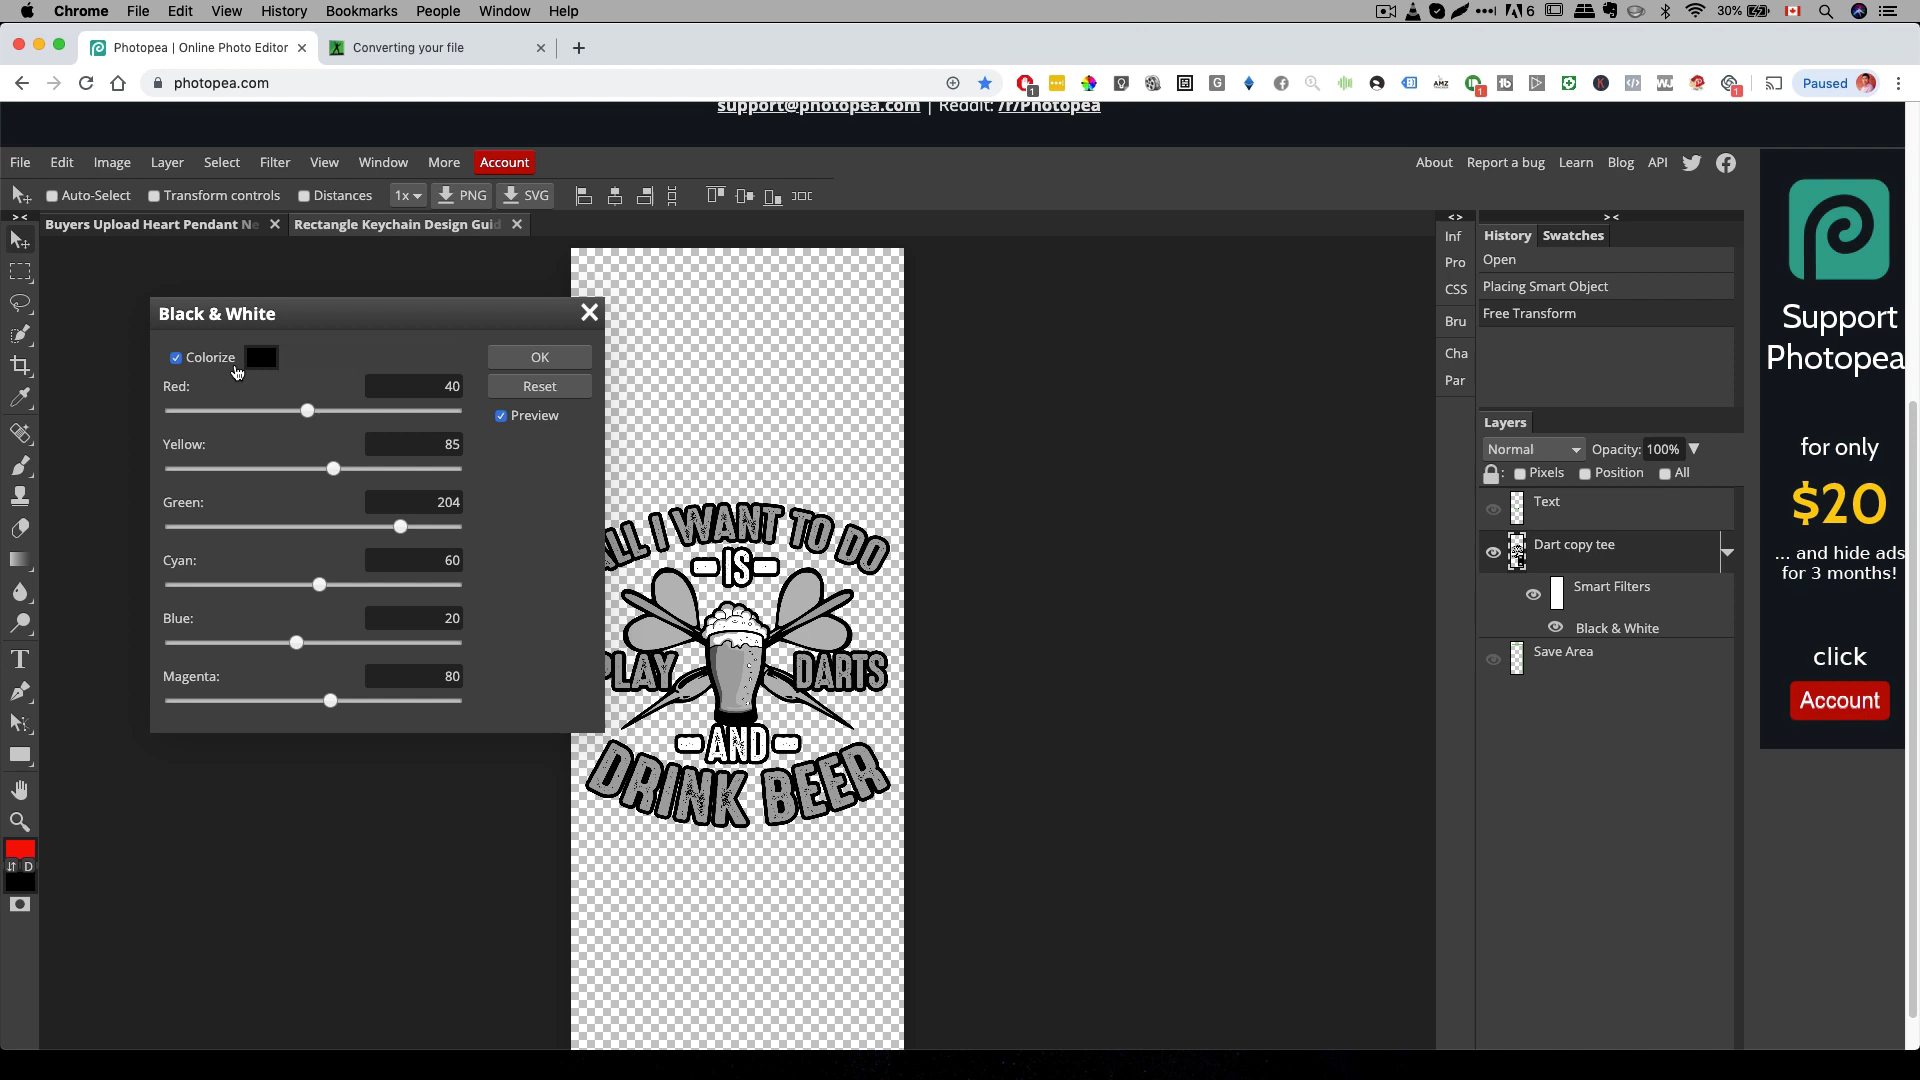 Chrome File Edit View History Bookmarks People Window Help
6
30%
Photopea | Online Photo Editor
Converting your file
photopea.com
AMZ
Paused
support@photopea.com | Reddit: /r/Photopea
File Edit Image Layer Select Filter View Window More Account
About Report a bug Learn Blog API
Auto-Select Transform controls Distances 1x PNG SVG
Buyers Upload Heart Pendant Ne
Rectangle Keychain Design Guid
Black & White
Colorize
OK
Red: 40
Reset
Preview
Yellow: 85
Green: 204
Cyan: 60
Blue: 20
Magenta: 80
ALL I WANT TO DO
IS
PLAY DARTS
AND
DRINK BEER
Inf
Pro
CSS
Bru
Cha
Par
History Swatches
Open
Placing Smart Object
Free Transform
Layers
Normal Opacity: 100%
: Pixels Position All
Text
Dart copy tee
Smart Filters
Black & White
Save Area
D
Support
Photopea
for only
$20
... and hide ads
for 3 months!
click
Account